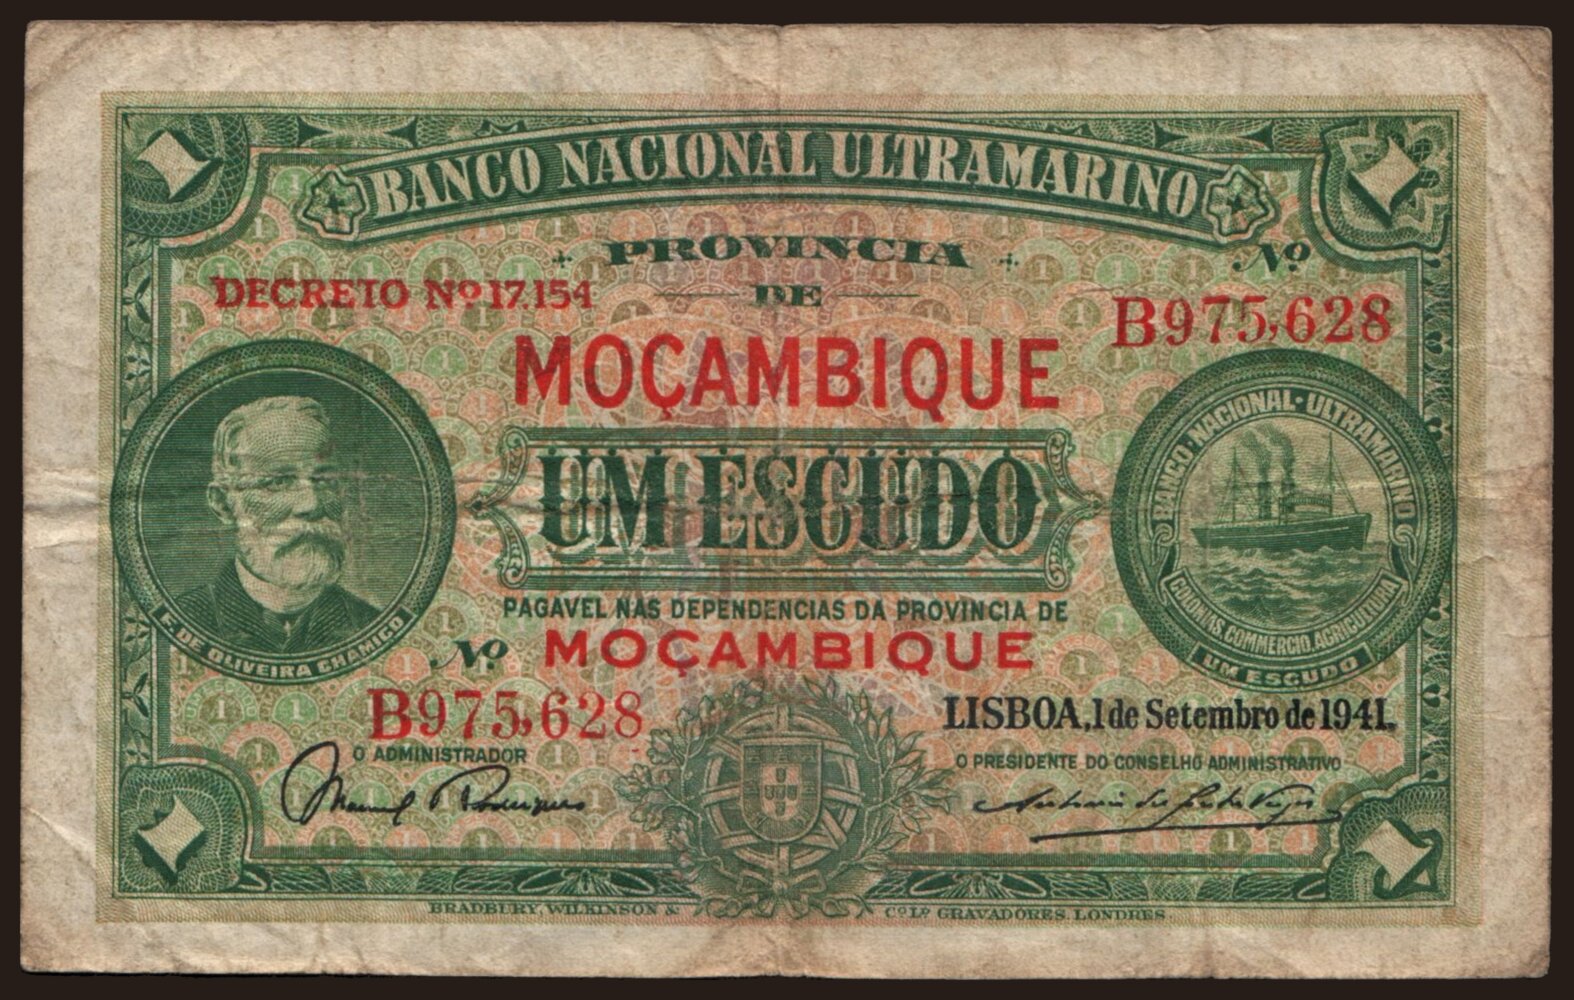 BANCO NACIONAL ULTRAMARINO
PROVINCIA
DE
Nº
DECRETO Nº 17.154
B975,628
MOÇAMBIQUE
UM ESCUDO
BANCO·NACIONAL·ULTRAMARINO
COLONIAS, COMMERCIO, AGRICULTURA
UM ESCUDO
F. DE OLIVEIRA CHAMIÇO
PAGAVEL NAS DEPENDENCIAS DA PROVINCIA DE
Nº MOÇAMBIQUE
B975,628
LISBOA, 1 de Setembro de 1941.
O ADMINISTRADOR
O PRESIDENTE DO CONSELHO ADMINISTRATIVO
BRADBURY, WILKINSON & Cº Lº GRAVADORES. LONDRES